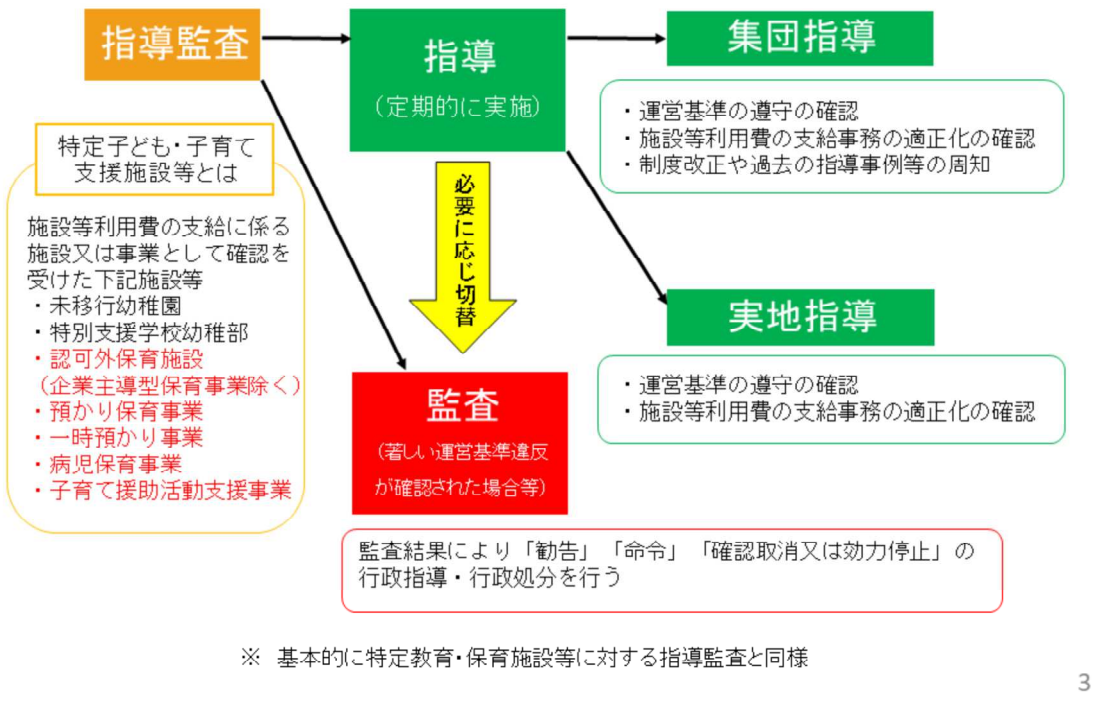 指導監査
指導
(定期的に実施)
集団指導
・運営基準の遵守の確認
・施設等利用費の支給事務の適正化の確認
・制度改正や過去の指導事例等の周知
特定子ども・子育て
支援施設等とは
施設等利用費の支給に係る
施設又は事業として確認を
受けた下記施設等
・未移行幼稚園
・特別支援学校幼稚部
・認可外保育施設
(企業主導型保育事業除く)
・預かり保育事業
・一時預かり事業
・病児保育事業
・子育て援助活動支援事業
必要に応じ切替
実地指導
・運営基準の遵守の確認
・施設等利用費の支給事務の適正化の確認
監査
(著しい運営基準違反
が確認された場合等)
監査結果により「勧告」「命令」「確認取消又は効力停止」の
行政指導・行政処分を行う
※ 基本的に特定教育・保育施設等に対する指導監査と同様
3